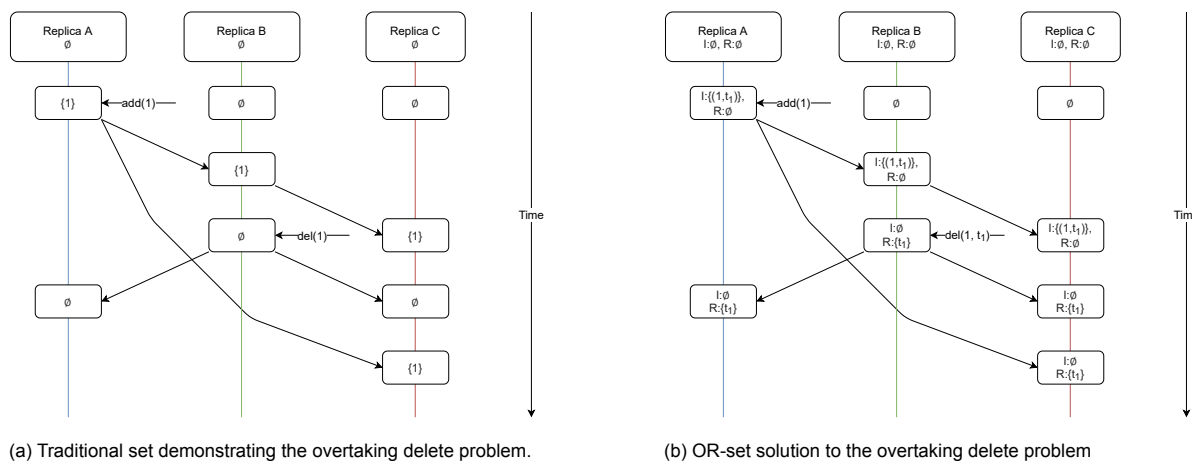 Replica A
Ø
Replica B
Ø
Replica C
Ø
{1}
add(1)
Ø
Ø
{1}
Ø
del(1)
{1}
Ø
Ø
{1}
Time
(a) Traditional set demonstrating the overtaking delete problem.
Replica A
I:Ø, R:Ø
Replica B
I:Ø, R:Ø
Replica C
I:Ø, R:Ø
I:{(1,t₁)},
R:Ø
add(1)
Ø
Ø
I:{(1,t₁)},
R:Ø
I:Ø
R:{t₁}
del(1, t₁)
I:{(1,t₁)},
R:Ø
I:Ø
R:{t₁}
I:Ø
R:{t₁}
I:Ø
R:{t₁}
Tim
(b) OR-set solution to the overtaking delete problem